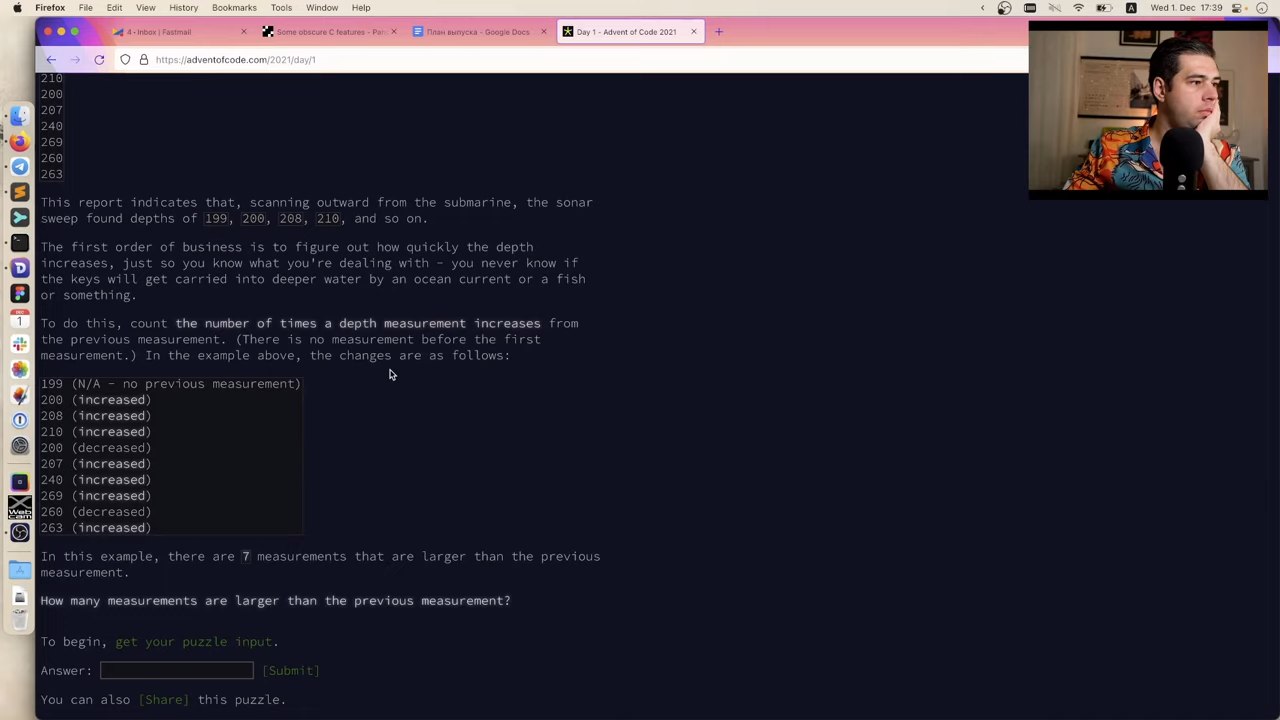 Firefox File Edit View History Bookmarks Tools Window Help
Wed 1. Dec 17:39
4 • Inbox | Fastmail
Some obscure C features - Pa
План выпуска - Google Docs
Day 1 - Advent of Code 2021
https://adventofcode.com/2021/day/1
210
200
207
240
269
260
263
This report indicates that, scanning outward from the submarine, the sonar
sweep found depths of 199, 200, 208, 210, and so on.
The first order of business is to figure out how quickly the depth
increases, just so you know what you're dealing with - you never know if
the keys will get carried into deeper water by an ocean current or a fish
or something.
To do this, count the number of times a depth measurement increases from
the previous measurement. (There is no measurement before the first
measurement.) In the example above, the changes are as follows:
199 (N/A - no previous measurement)
200 (increased)
208 (increased)
210 (increased)
200 (decreased)
207 (increased)
240 (increased)
269 (increased)
260 (decreased)
263 (increased)
In this example, there are 7 measurements that are larger than the previous
measurement.
How many measurements are larger than the previous measurement?
To begin, get your puzzle input.
Answer: [Submit]
You can also [Share] this puzzle.